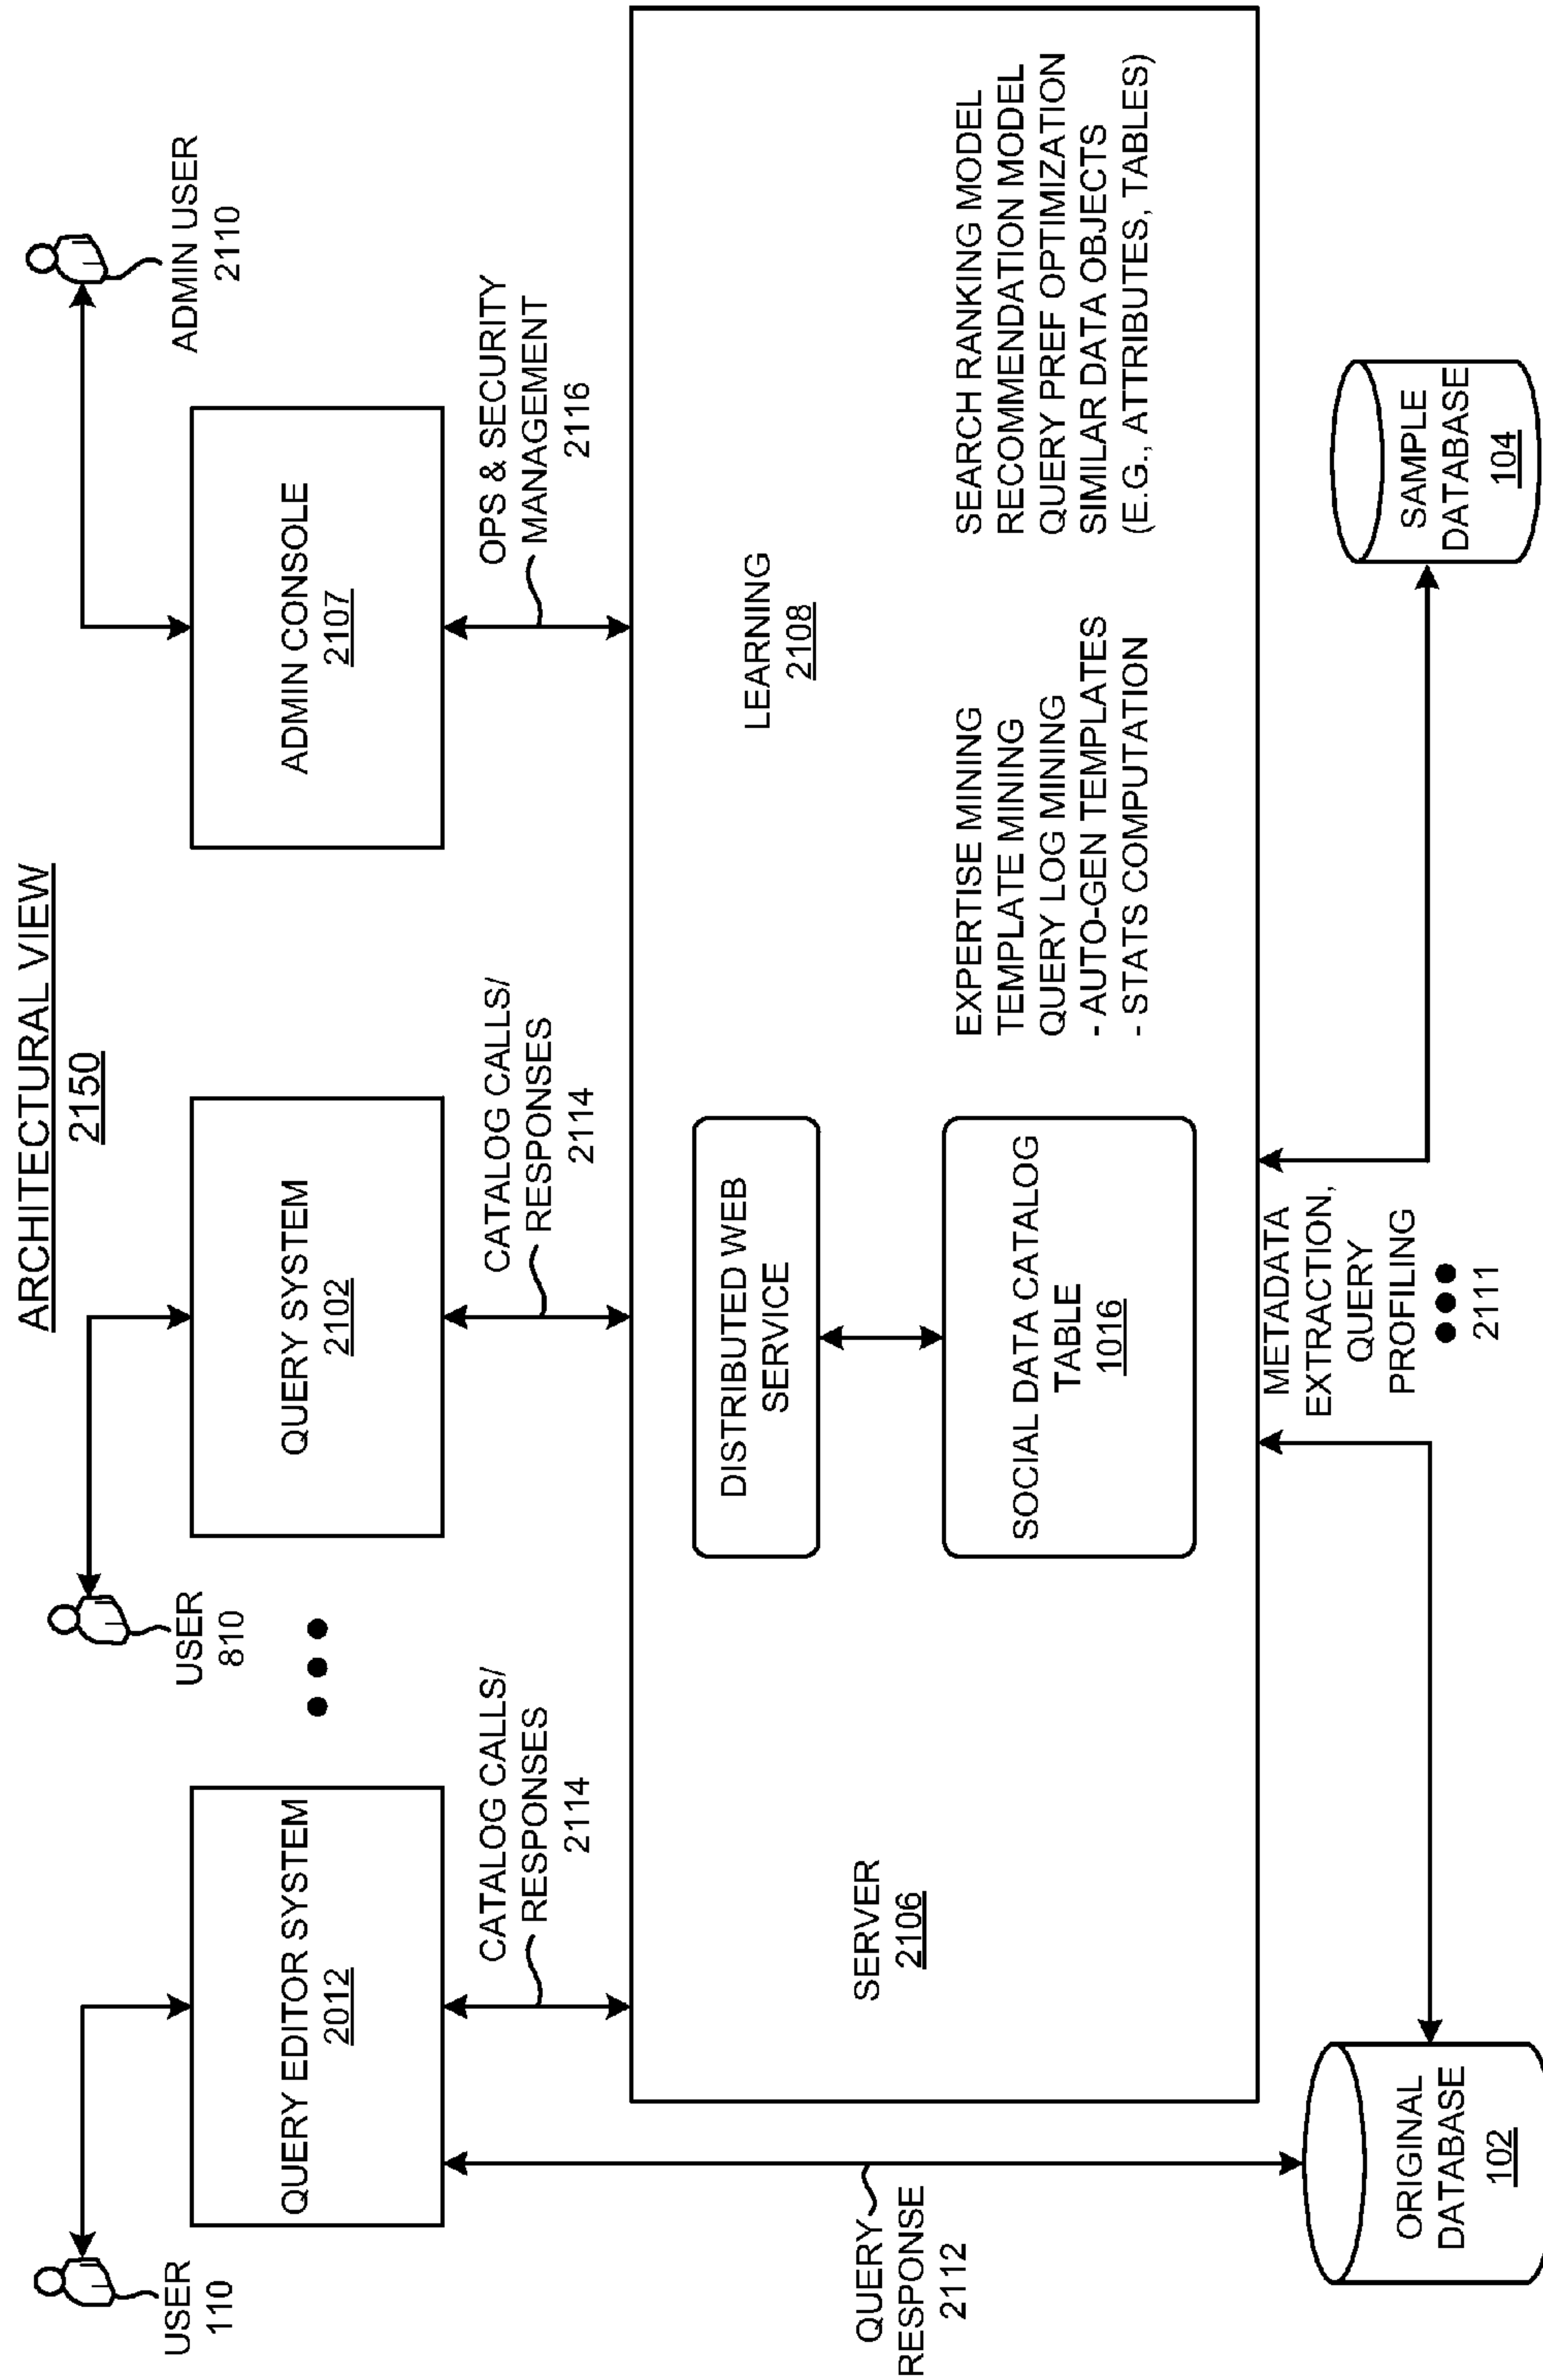 ARCHITECTURAL VIEW
2150
USER
110
USER
810
ADMIN USER
2110
QUERY EDITOR SYSTEM
2012
QUERY SYSTEM
2102
ADMIN CONSOLE
2107
CATALOG CALLS/
RESPONSES
2114
CATALOG CALLS/
RESPONSES
2114
OPS & SECURITY
MANAGEMENT
2116
SERVER
2106
DISTRIBUTED WEB
SERVICE
SOCIAL DATA CATALOG
TABLE
1016
LEARNING
2108
EXPERTISE MINING
TEMPLATE MINING
QUERY LOG MINING
- AUTO-GEN TEMPLATES
- STATS COMPUTATION
SEARCH RANKING MODEL
RECOMMENDATION MODEL
QUERY PREF OPTIMIZATION
SIMILAR DATA OBJECTS
(E.G., ATTRIBUTES, TABLES)
QUERY
RESPONSE
2112
METADATA
EXTRACTION,
QUERY
PROFILING
2111
ORIGINAL
DATABASE
102
SAMPLE
DATABASE
104